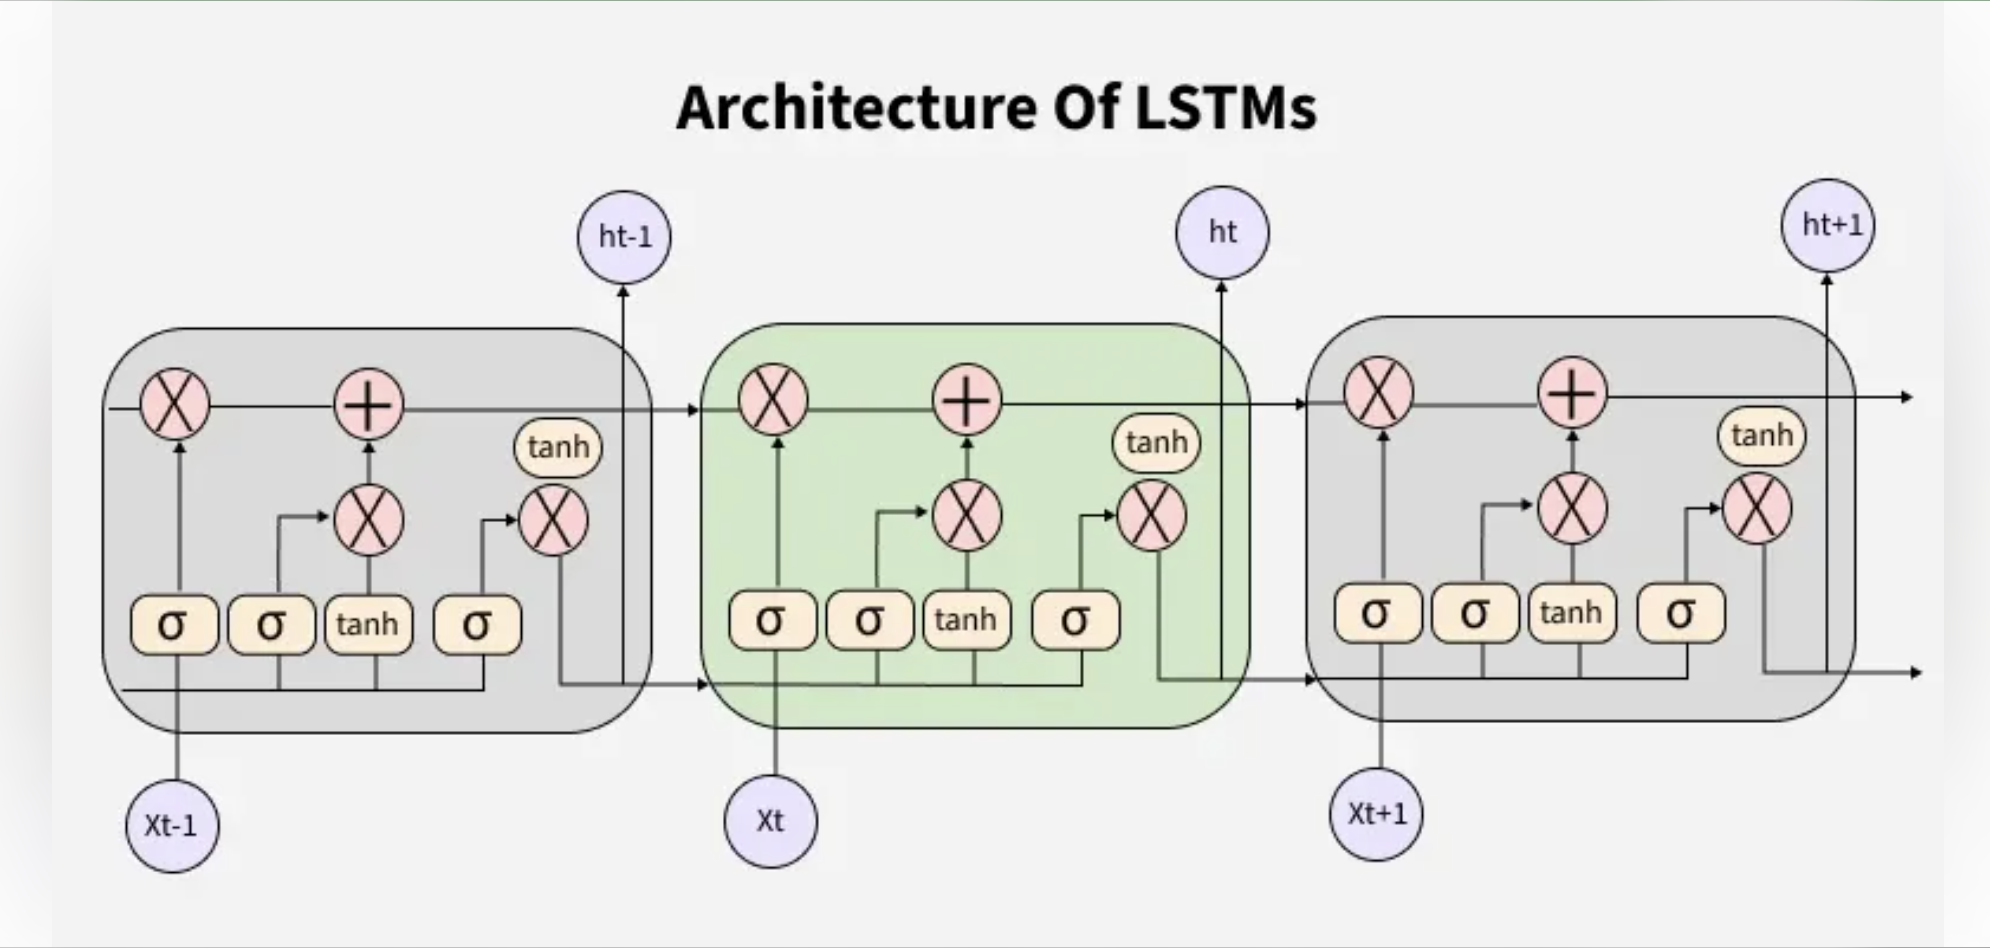 Architecture Of LSTMs
ht-1
ht
ht+1
X + X +  X +
tanh tanh tanh
X X X X X X
σ σ tanh σ σ σ tanh σ σ σ tanh σ
Xt-1
Xt
Xt+1